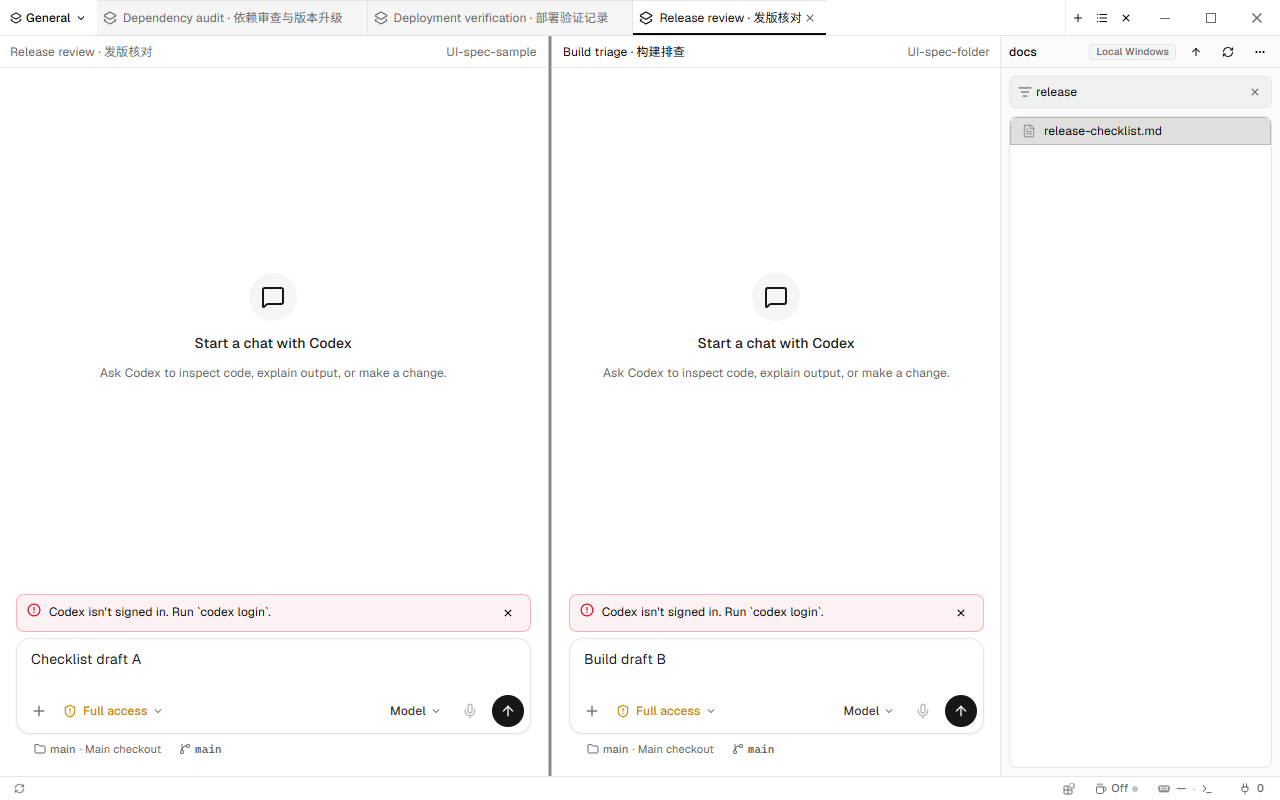 General
Dependency audit · 依赖审查与版本升级
Deployment verification · 部署验证记录
Release review · 发版核对
Release review · 发版核对
UI-spec-sample
Build triage · 构建排查
UI-spec-folder
docs
Local Windows
release
release-checklist.md
Start a chat with Codex
Ask Codex to inspect code, explain output, or make a change.
Start a chat with Codex
Ask Codex to inspect code, explain output, or make a change.
Codex isn't signed in. Run `codex login`.
Checklist draft A
Full access
Model
main · Main checkout
main
Codex isn't signed in. Run `codex login`.
Build draft B
Full access
Model
main · Main checkout
main
Off
— ·
0